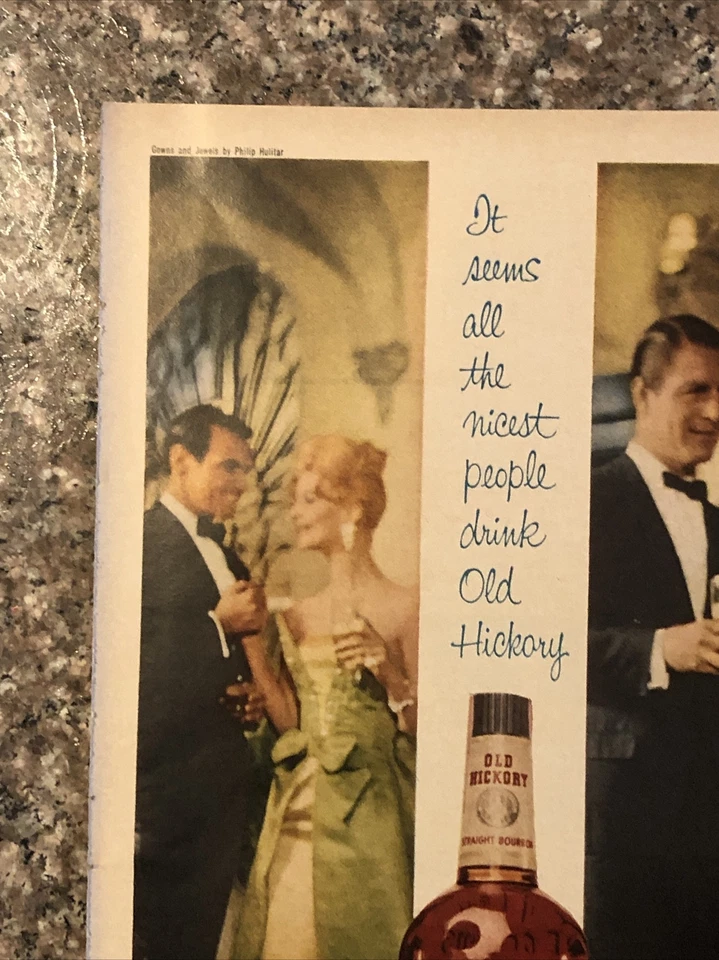 Gowns and Jewels by Philip Hulitar
It
seems
all
the
nicest
people
drink
Old
Hickory
OLD
HICKORY
STRAIGHT BOURBON